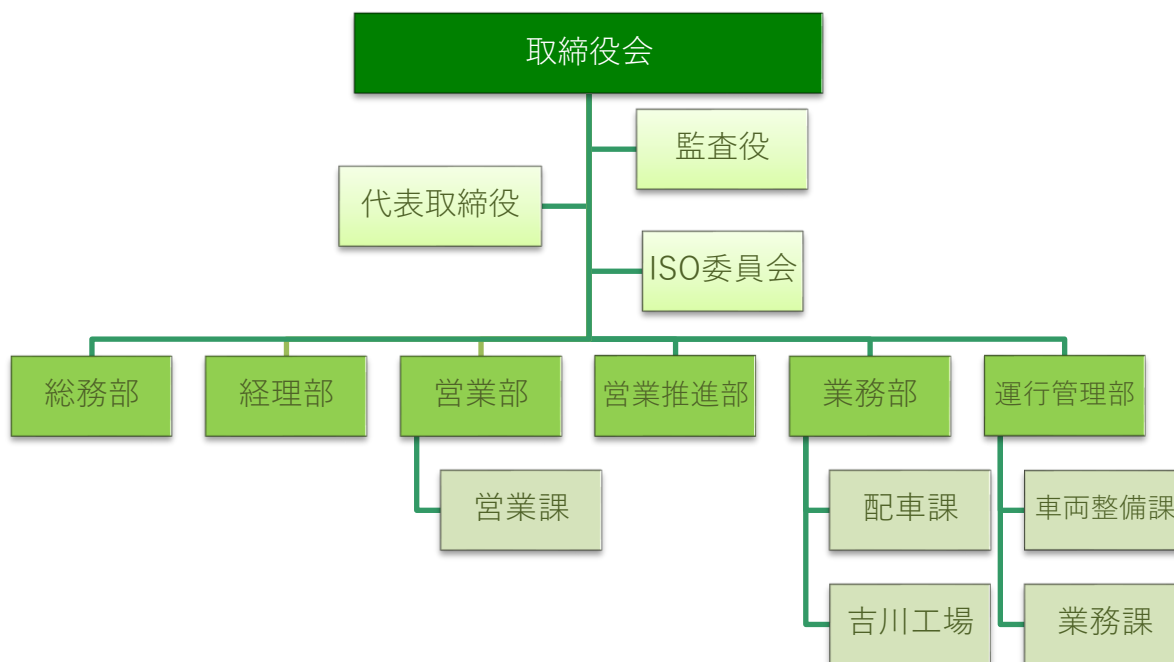 取締役会
監査役
代表取締役
ISO委員会
総務部
経理部
営業部
営業推進部
業務部
運行管理部
営業課
配車課
車両整備課
吉川工場
業務課